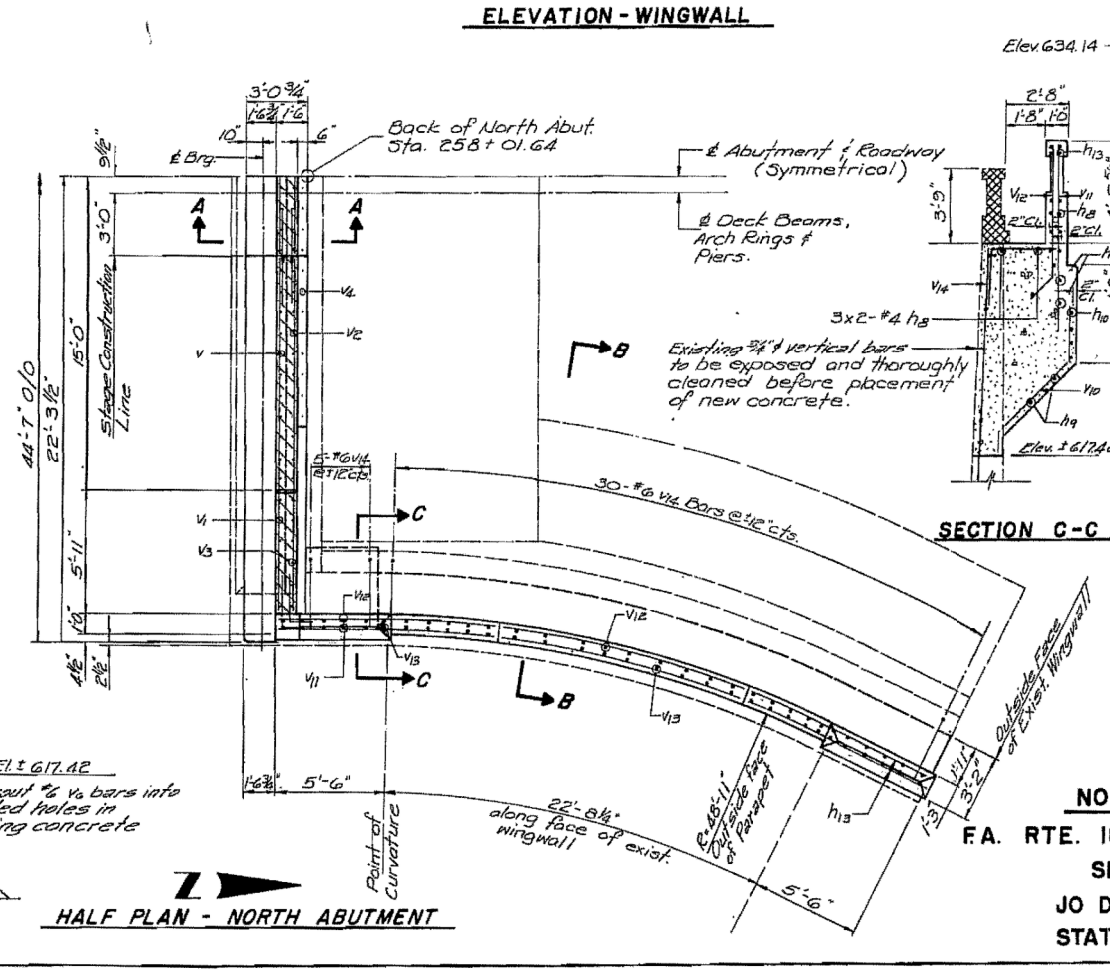 ELEVATION - WINGWALL
Elev. 634.14
3'-0 3/4"
1'-6 3/4" 1'-6"
10" 6"
℄ Brg.
Back of North Abut.
Sta. 258 + 01.64
9 1/2"
℄ Abutment & Roadway
(Symmetrical)
℄ Deck Beams,
Arch Rings &
Piers.
2'-8"
1'-8" 1'-0"
h13
3'-9"
V12 V11
h8
2" Cl. 2" Cl.
V14
2"
cl.
h10
3x2-#4 h8
V10
h9
Existing 3/4" ϕ vertical bars
to be exposed and thoroughly
cleaned before placement
of new concrete.
Elev. ± 617.4
SECTION C-C
A A
3'-0"
Stage Construction
Line
15'-0"
44'-7" O/O
22'-3 1/2"
V4
V2
V
B
5-#6 V14
@ ±12" cts.
30-#6 V14 Bars @ ±12" cts.
C
V1
V3
5'-11"
1'-0"
4 1/2"
2 1/2"
V12
V12
V11
V13
C
B
V13
Outside Face
of Exist. Wingwall
El. ± 617.42
#6 V6 bars into
holes in
concrete
1'-6 3/4" 5'-6"
Point of
Curvature
22'-8 1/4"
along face of exist.
wingwall
R=48'-11"
Outside face
of Parapet
h13
1'-11"
3'-2"
1'-3"
5'-6"
Z
HALF PLAN - NORTH ABUTMENT
NO
F.A. RTE.
JO D
STAT